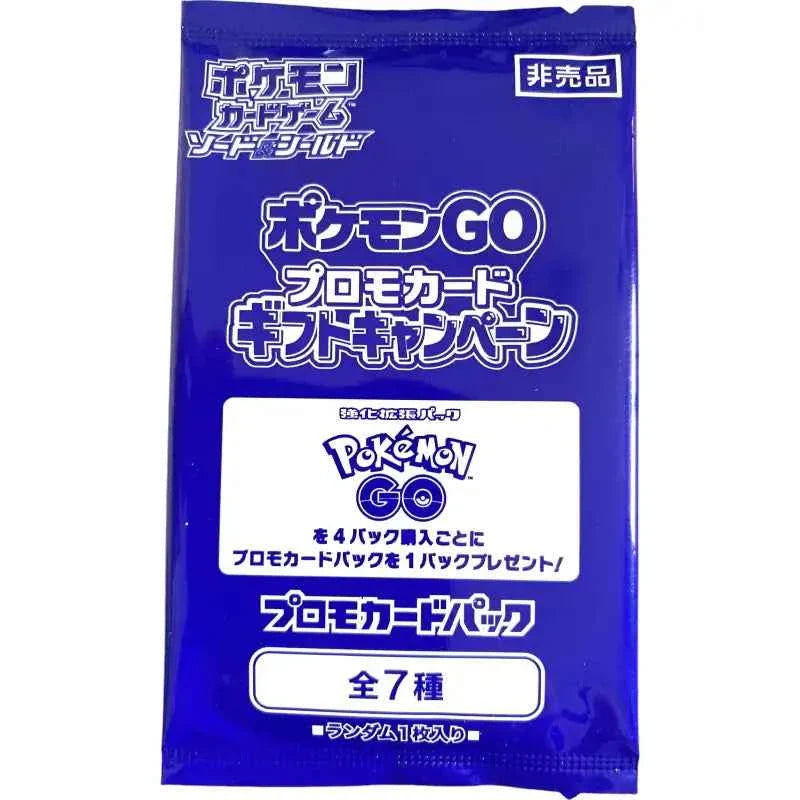 ポケモン
カードゲーム™
ソード&シールド
非売品
ポケモンGO
プロモカード
ギフトキャンペーン
強化拡張パック
POKéMON™
GO
を4パック購入ごとに
プロモカードパックを1パックプレゼント!
プロモカードパック
全7種
■ランダム1枚入り■